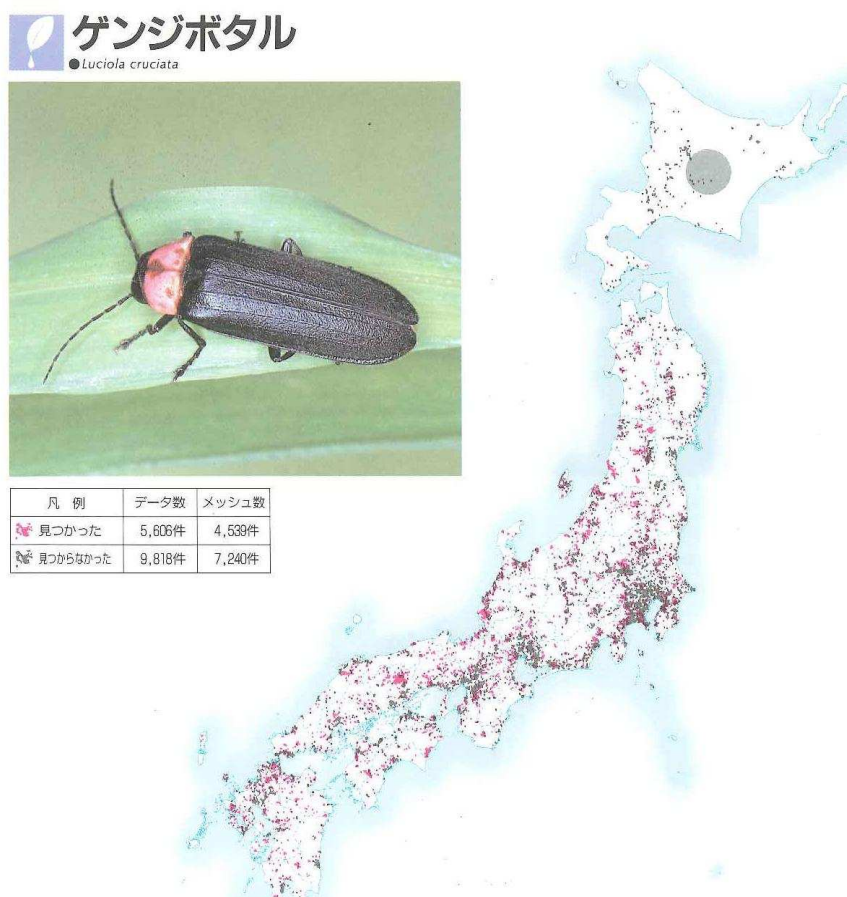 ゲンジボタル
●Luciola cruciata
凡 例 データ数 メッシュ数
見つかった 5,606件 4,539件
見つからなかった 9,818件 7,240件